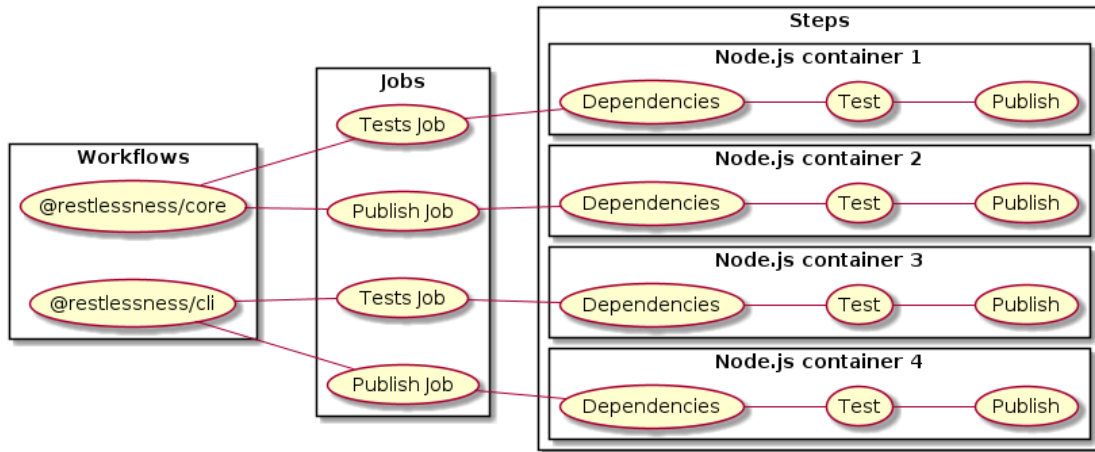 Steps
Node.js container 1
Dependencies
Test
Publish
Node.js container 2
Dependencies
Test
Publish
Node.js container 3
Dependencies
Test
Publish
Node.js container 4
Dependencies
Test
Publish
Jobs
Tests Job
Publish Job
Tests Job
Publish Job
Workflows
@restlessness/core
@restlessness/cli